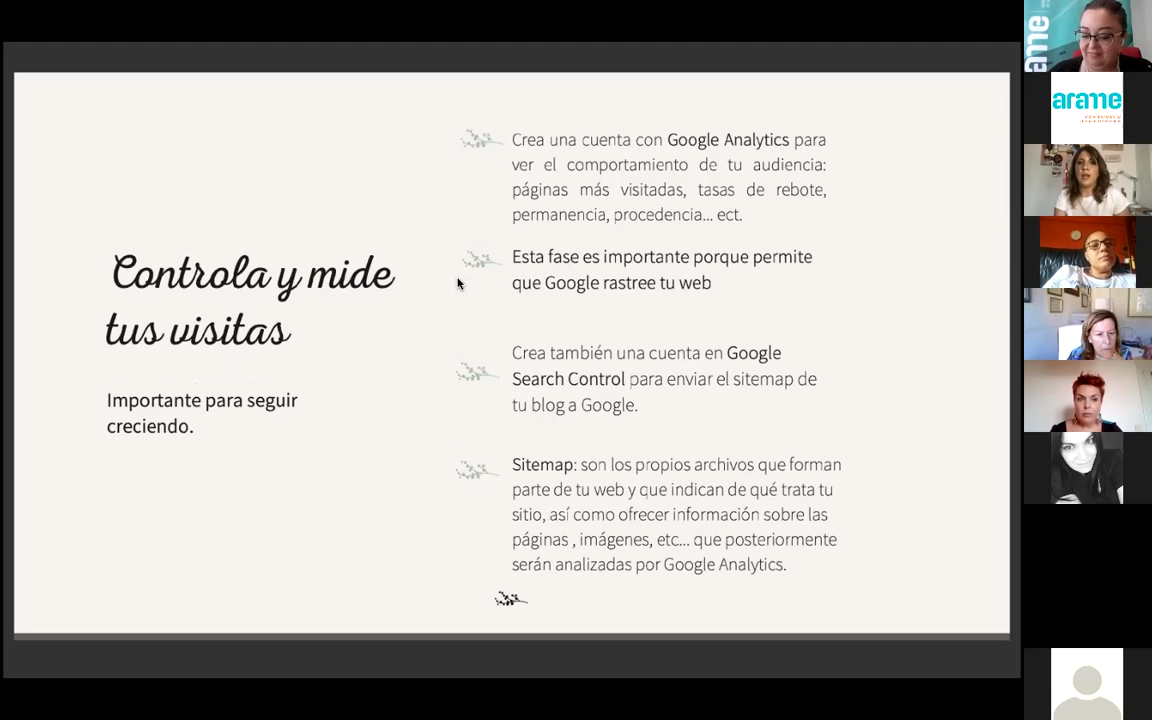 Controla y mide
tus visitas
Importante para seguir
creciendo.
Crea una cuenta con Google Analytics para
ver el comportamiento de tu audiencia:
páginas más visitadas, tasas de rebote,
permanencia, procedencia... ect.
Esta fase es importante porque permite
que Google rastree tu web
Crea también una cuenta en Google
Search Control para enviar el sitemap de
tu blog a Google.
Sitemap: son los propios archivos que forman
parte de tu web y que indican de qué trata tu
sitio, así como ofrecer información sobre las
páginas , imágenes, etc... que posteriormente
serán analizadas por Google Analytics.
ame
arame